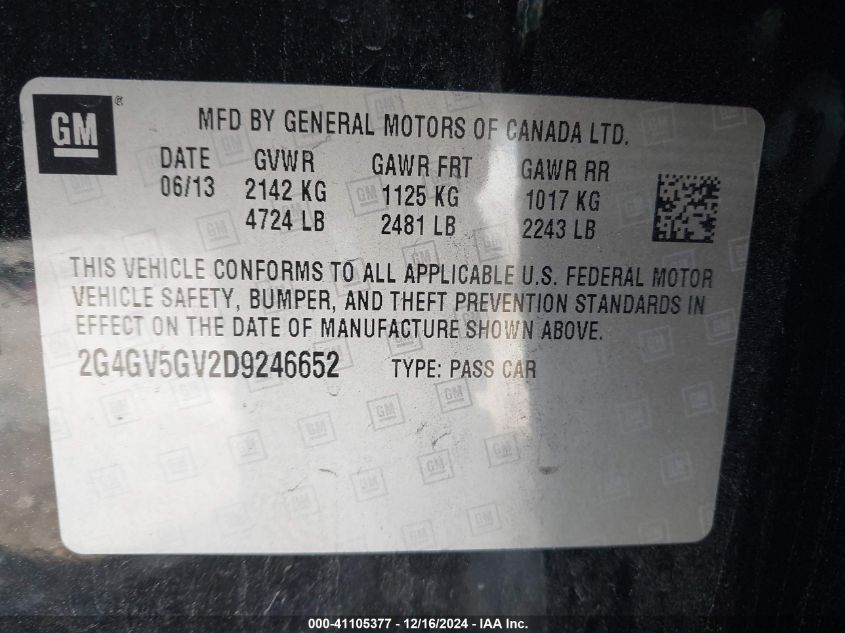 GM ®
MFD BY GENERAL MOTORS OF CANADA LTD.
DATE GVWR GAWR FRT GAWR RR
06/13 2142 KG 1125 KG 1017 KG
4724 LB 2481 LB 2243 LB
THIS VEHICLE CONFORMS TO ALL APPLICABLE U.S. FEDERAL MOTOR
VEHICLE SAFETY, BUMPER, AND THEFT PREVENTION STANDARDS IN
EFFECT ON THE DATE OF MANUFACTURE SHOWN ABOVE.
2G4GV5GV2D9246652 TYPE: PASS CAR
000-41105377 - 12/16/2024 - IAA Inc.